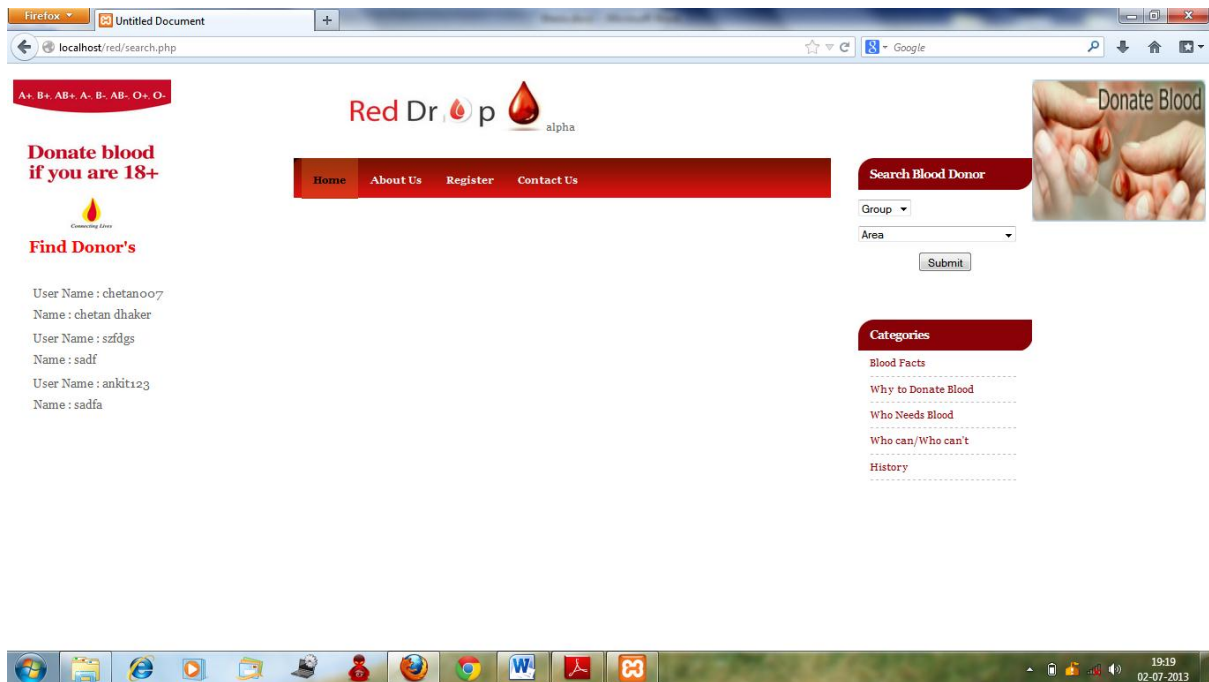 Firefox
Untitled Document
localhost/red/search.php
Google
A+, B+, AB+, A-, B-, AB-, O+, O-
Donate blood
if you are 18+
Connecting Lives
Find Donor's
User Name : chetan007
Name : chetan dhaker
User Name : szfdgs
Name : sadf
User Name : ankit123
Name : sadfa
Red Drop
alpha
Home About Us Register Contact Us
Search Blood Donor
Group
Area
Submit
Categories
Blood Facts
Why to Donate Blood
Who Needs Blood
Who can/Who can't
History
Donate Blood
19:19
02-07-2013